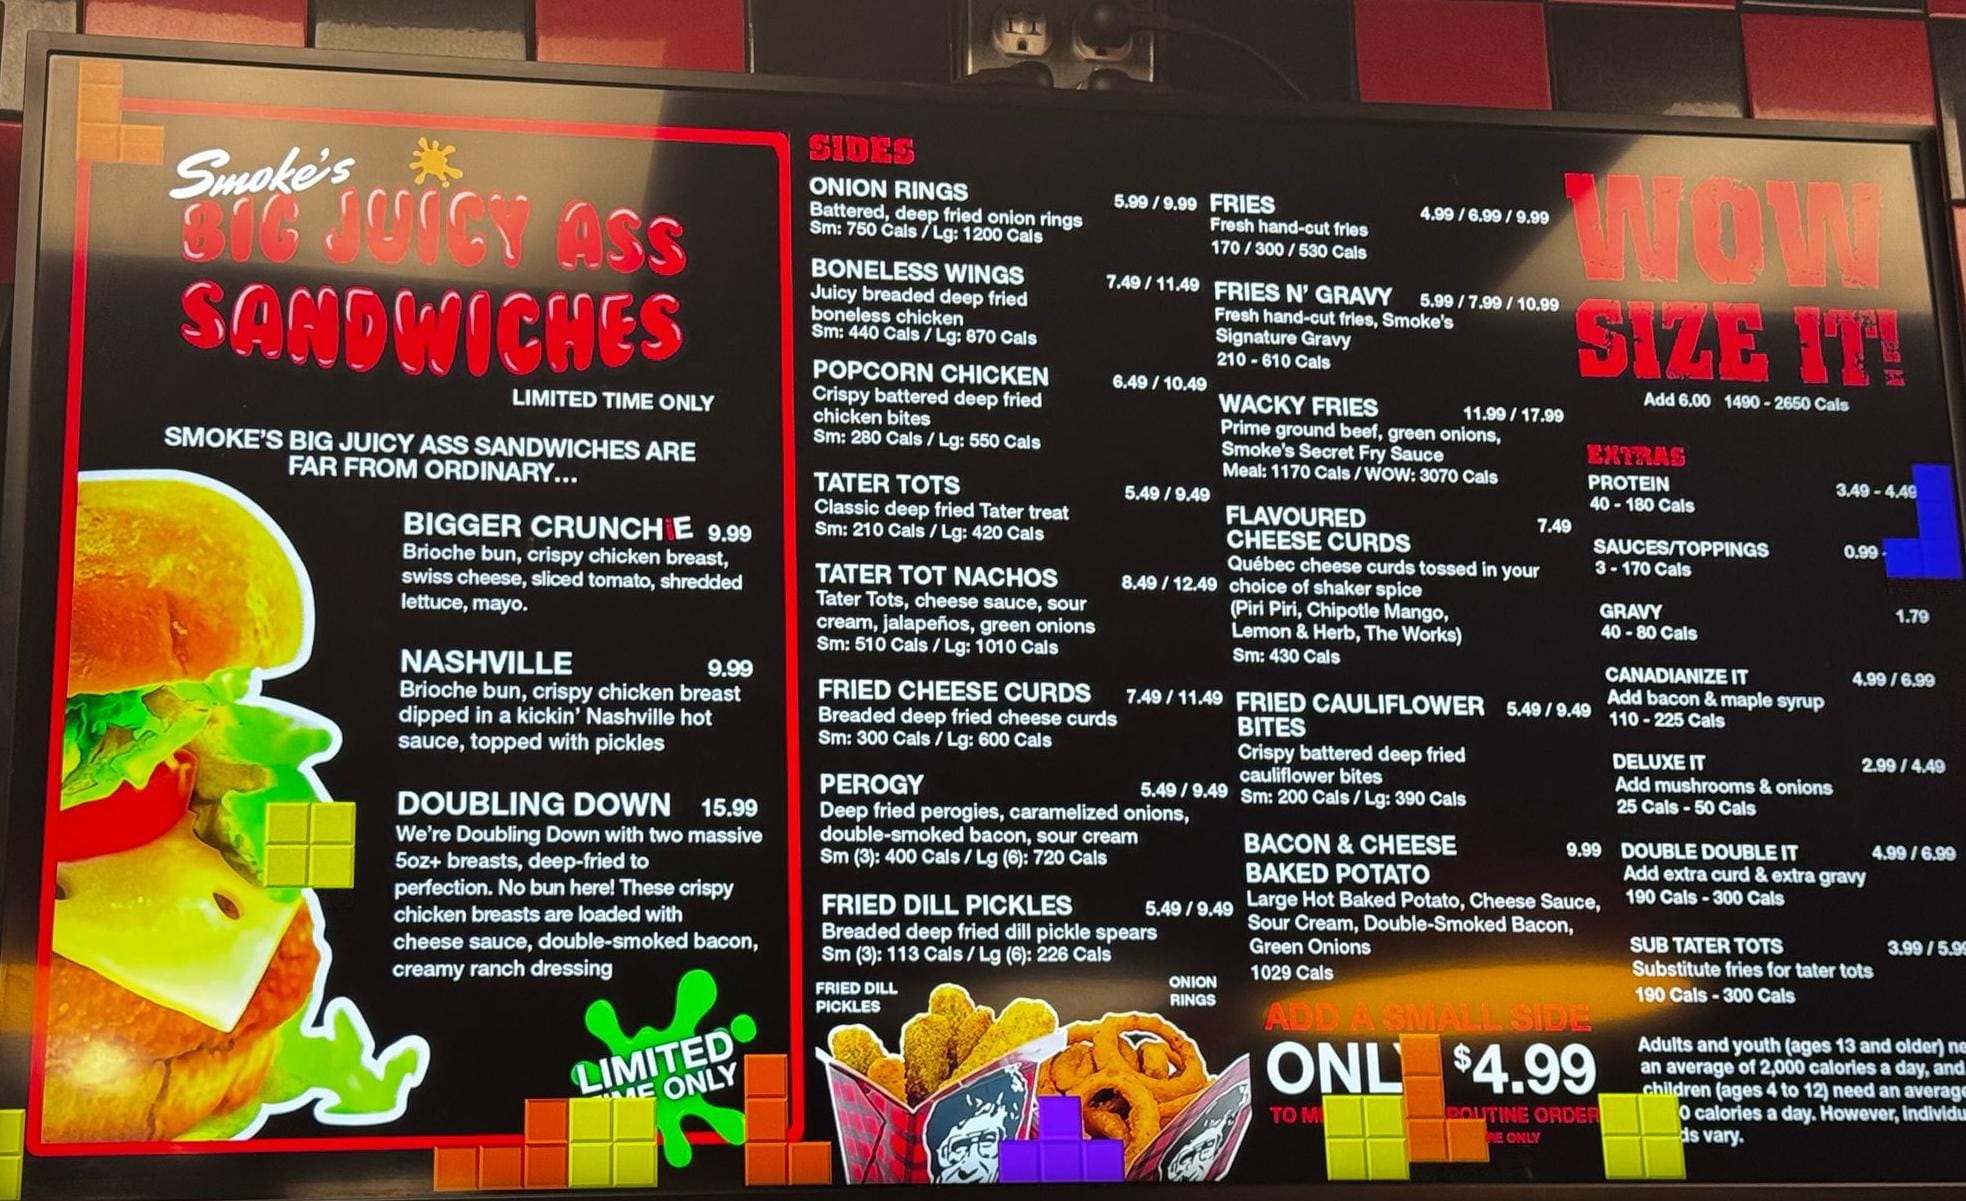 Smoke's
BIG JUICY ASS
SANDWICHES
LIMITED TIME ONLY
SMOKE'S BIG JUICY ASS SANDWICHES ARE
FAR FROM ORDINARY...
BIGGER CRUNCHIE 9.99
Brioche bun, crispy chicken breast,
swiss cheese, sliced tomato, shredded
lettuce, mayo.
NASHVILLE 9.99
Brioche bun, crispy chicken breast
dipped in a kickin' Nashville hot
sauce, topped with pickles
DOUBLING DOWN 15.99
We're Doubling Down with two massive
5oz+ breasts, deep-fried to
perfection. No bun here! These crispy
chicken breasts are loaded with
cheese sauce, double-smoked bacon,
creamy ranch dressing
LIMITED
TIME ONLY
SIDES
ONION RINGS 5.99 / 9.99
Battered, deep fried onion rings
Sm: 750 Cals / Lg: 1200 Cals
BONELESS WINGS 7.49 / 11.49
Juicy breaded deep fried
boneless chicken
Sm: 440 Cals / Lg: 870 Cals
POPCORN CHICKEN 6.49 / 10.49
Crispy battered deep fried
chicken bites
Sm: 280 Cals / Lg: 550 Cals
TATER TOTS 5.49 / 9.49
Classic deep fried Tater treat
Sm: 210 Cals / Lg: 420 Cals
TATER TOT NACHOS 8.49 / 12.49
Tater Tots, cheese sauce, sour
cream, jalapeños, green onions
Sm: 510 Cals / Lg: 1010 Cals
FRIED CHEESE CURDS 7.49 / 11.49
Breaded deep fried cheese curds
Sm: 300 Cals / Lg: 600 Cals
PEROGY 5.49 / 9.49
Deep fried perogies, caramelized onions,
double-smoked bacon, sour cream
Sm (3): 400 Cals / Lg (6): 720 Cals
FRIED DILL PICKLES 5.49 / 9.49
Breaded deep fried dill pickle spears
Sm (3): 113 Cals / Lg (6): 226 Cals
FRIED DILL
PICKLES
ONION
RINGS
FRIES 4.99 / 6.99 / 9.99
Fresh hand-cut fries
170 / 300 / 530 Cals
FRIES N' GRAVY 5.99 / 7.99 / 10.99
Fresh hand-cut fries, Smoke's
Signature Gravy
210 - 610 Cals
WACKY FRIES 11.99 / 17.99
Prime ground beef, green onions,
Smoke's Secret Fry Sauce
Meal: 1170 Cals / WOW: 3070 Cals
FLAVOURED
CHEESE CURDS 7.49
Québec cheese curds tossed in your
choice of shaker spice
(Piri Piri, Chipotle Mango,
Lemon & Herb, The Works)
Sm: 430 Cals
FRIED CAULIFLOWER 5.49 / 9.49
BITES
Crispy battered deep fried
cauliflower bites
Sm: 200 Cals / Lg: 390 Cals
BACON & CHEESE 9.99
BAKED POTATO
Large Hot Baked Potato, Cheese Sauce,
Sour Cream, Double-Smoked Bacon,
Green Onions
1029 Cals
ADD A SMALL SIDE
ONLY $4.99
POUTINE ORDER
ONLY
WOW
SIZE IT!
Add 6.00 1490 - 2650 Cals
EXTRAS
PROTEIN 3.49 - 4.49
40 - 180 Cals
SAUCES/TOPPINGS 0.99 -
3 - 170 Cals
GRAVY 1.79
40 - 80 Cals
CANADIANIZE IT 4.99 / 6.99
Add bacon & maple syrup
110 - 225 Cals
DELUXE IT 2.99 / 4.49
Add mushrooms & onions
25 Cals - 50 Cals
DOUBLE DOUBLE IT 4.99 / 6.99
Add extra curd & extra gravy
190 Cals - 300 Cals
SUB TATER TOTS 3.99 / 5.99
Substitute fries for tater tots
190 Cals - 300 Cals
Adults and youth (ages 13 and older)
an average of 2,000 calories a day, and
children (ages 4 to 12) need an average
calories a day. However,
vary.